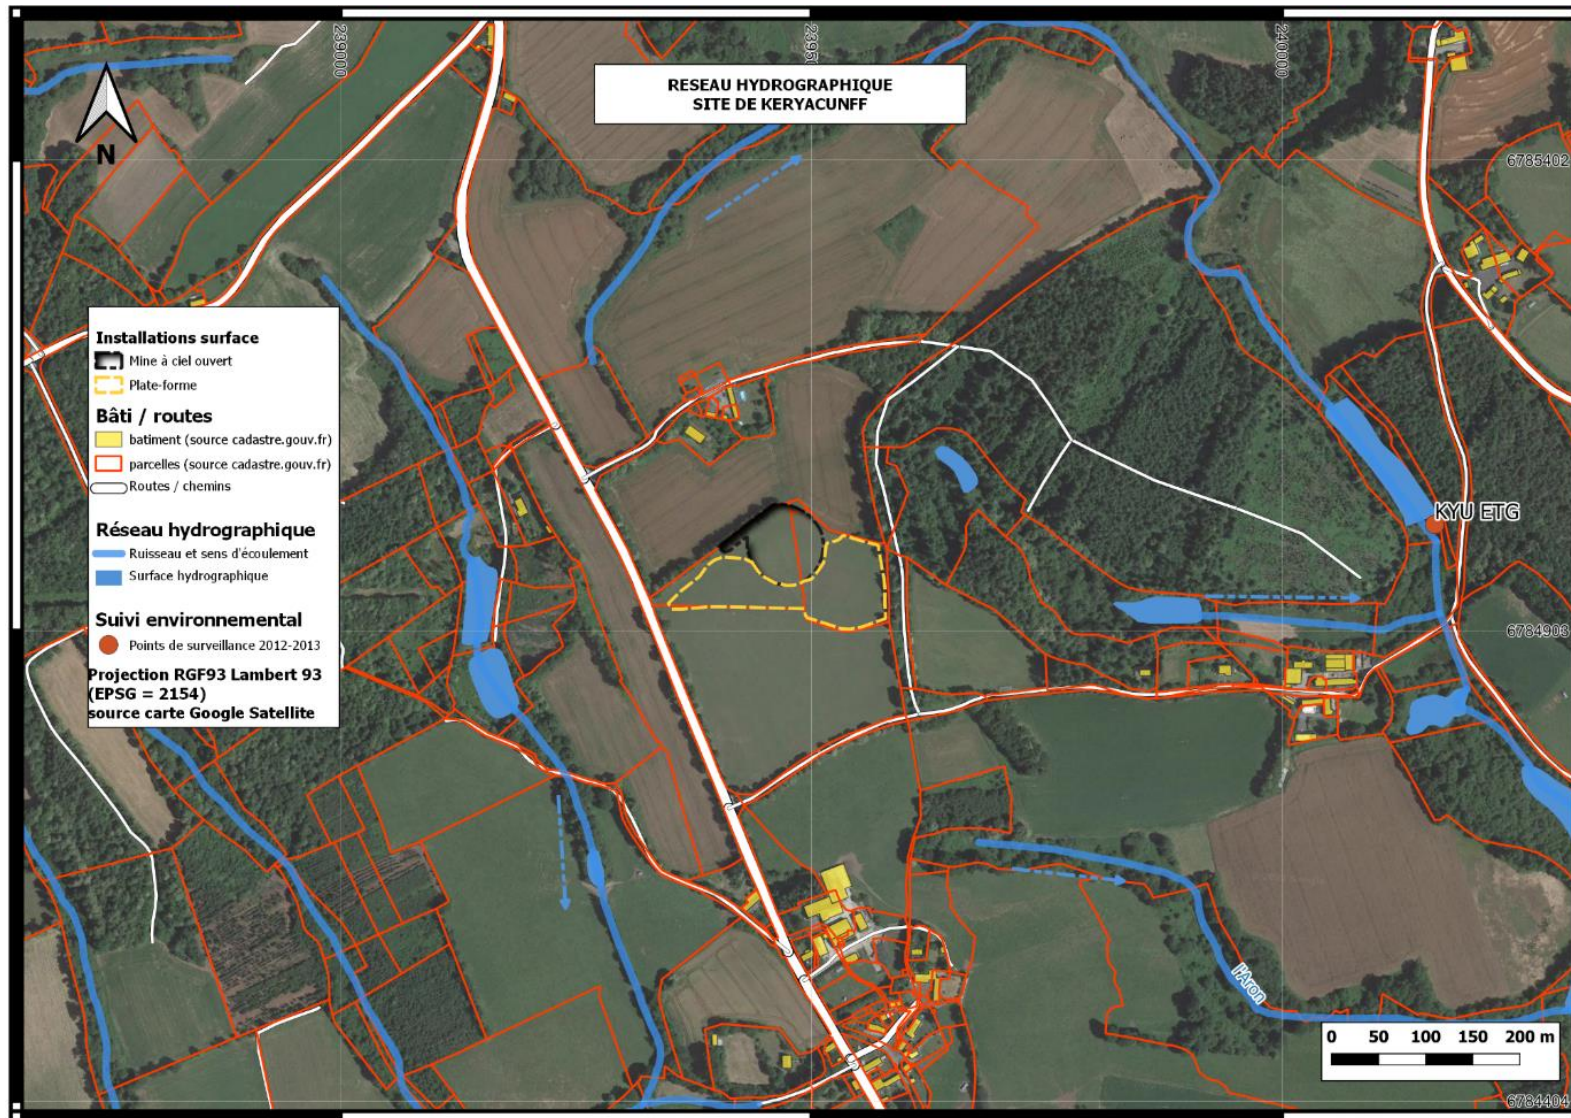 239000
2395
240000
RESEAU HYDROGRAPHIQUE
SITE DE KERYACUNFF
N
6785402
Installations surface
Mine à ciel ouvert
Plate-forme
Bâti / routes
batiment (source cadastre.gouv.fr)
parcelles (source cadastre.gouv.fr)
Routes / chemins
Réseau hydrographique
Ruisseau et sens d'écoulement
Surface hydrographique
Suivi environnemental
Points de surveillance 2012-2013
Projection RGF93 Lambert 93
(EPSG = 2154)
source carte Google Satellite
KYU ETG
6784903
l'Aron
0 50 100 150 200 m
6784404